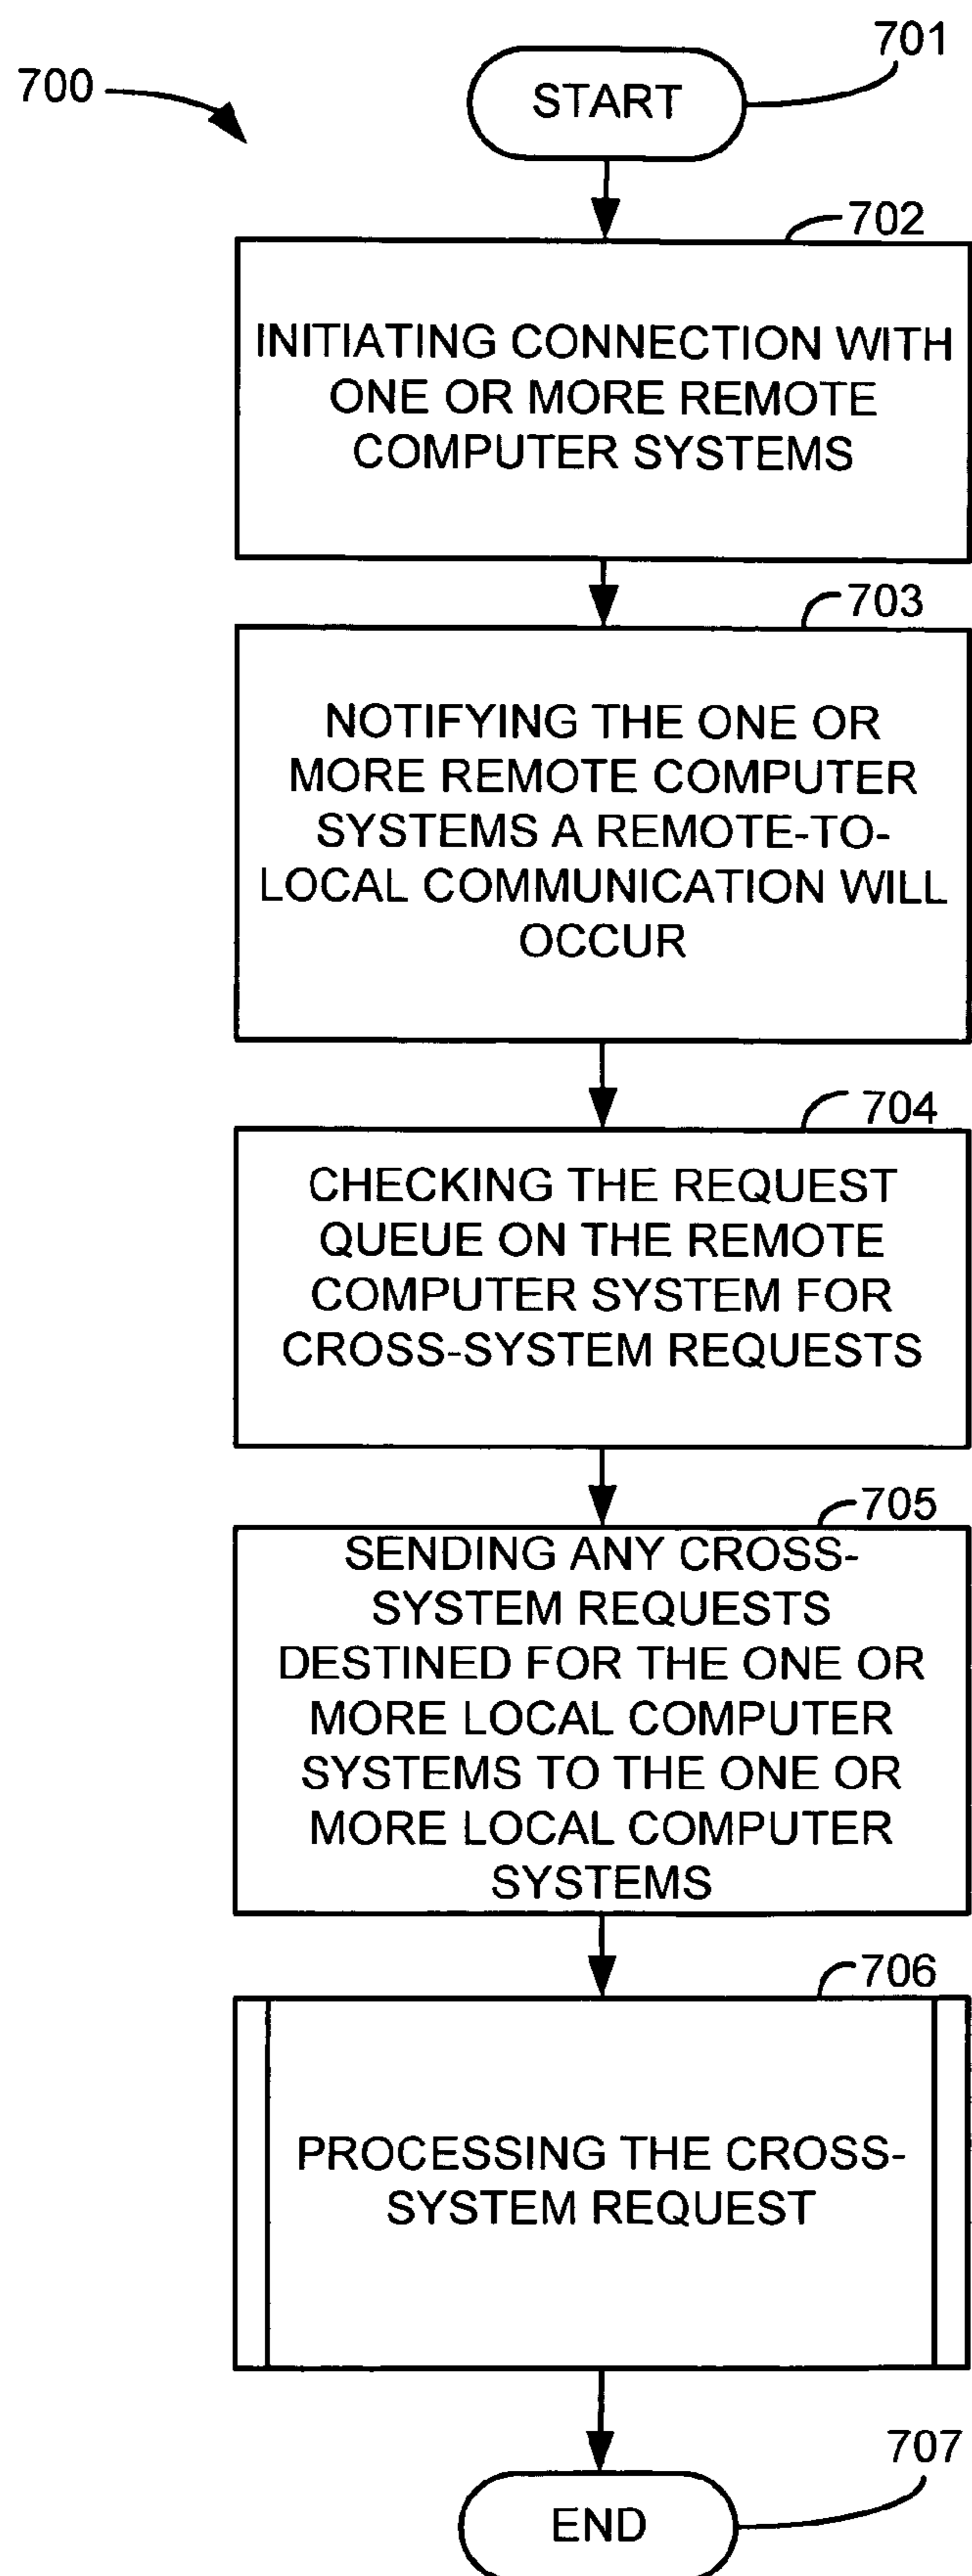 700
701
START
702
INITIATING CONNECTION WITH
ONE OR MORE REMOTE
COMPUTER SYSTEMS
703
NOTIFYING THE ONE OR
MORE REMOTE COMPUTER
SYSTEMS A REMOTE-TO-
LOCAL COMMUNICATION WILL
OCCUR
704
CHECKING THE REQUEST
QUEUE ON THE REMOTE
COMPUTER SYSTEM FOR
CROSS-SYSTEM REQUESTS
705
SENDING ANY CROSS-
SYSTEM REQUESTS
DESTINED FOR THE ONE OR
MORE LOCAL COMPUTER
SYSTEMS TO THE ONE OR
MORE LOCAL COMPUTER
SYSTEMS
706
PROCESSING THE CROSS-
SYSTEM REQUEST
707
END